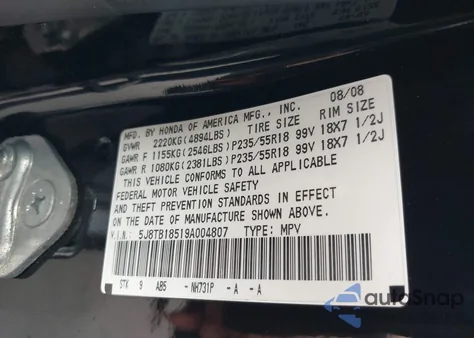 MFD. BY HONDA OF AMERICA MFG., INC. 08/08
GVWR 2220KG(4894LBS) TIRE SIZE RIM SIZE
GAWR F 1155KG(2546LBS)P235/55R18 99V 18X7 1/2J
GAWR R 1080KG(2381LBS)P235/55R18 99V 18X7 1/2J
THIS VEHICLE CONFORMS TO ALL APPLICABLE
FEDERAL MOTOR VEHICLE SAFETY
AND THEFT PREVENTION STANDARDS IN EFFECT
ON THE DATE OF MANUFACTURE SHOWN ABOVE.
V.I.N: 5J8TB18519A004807 TYPE: MPV
STK 9 AB5 -NH731P -A -A
autoSnap